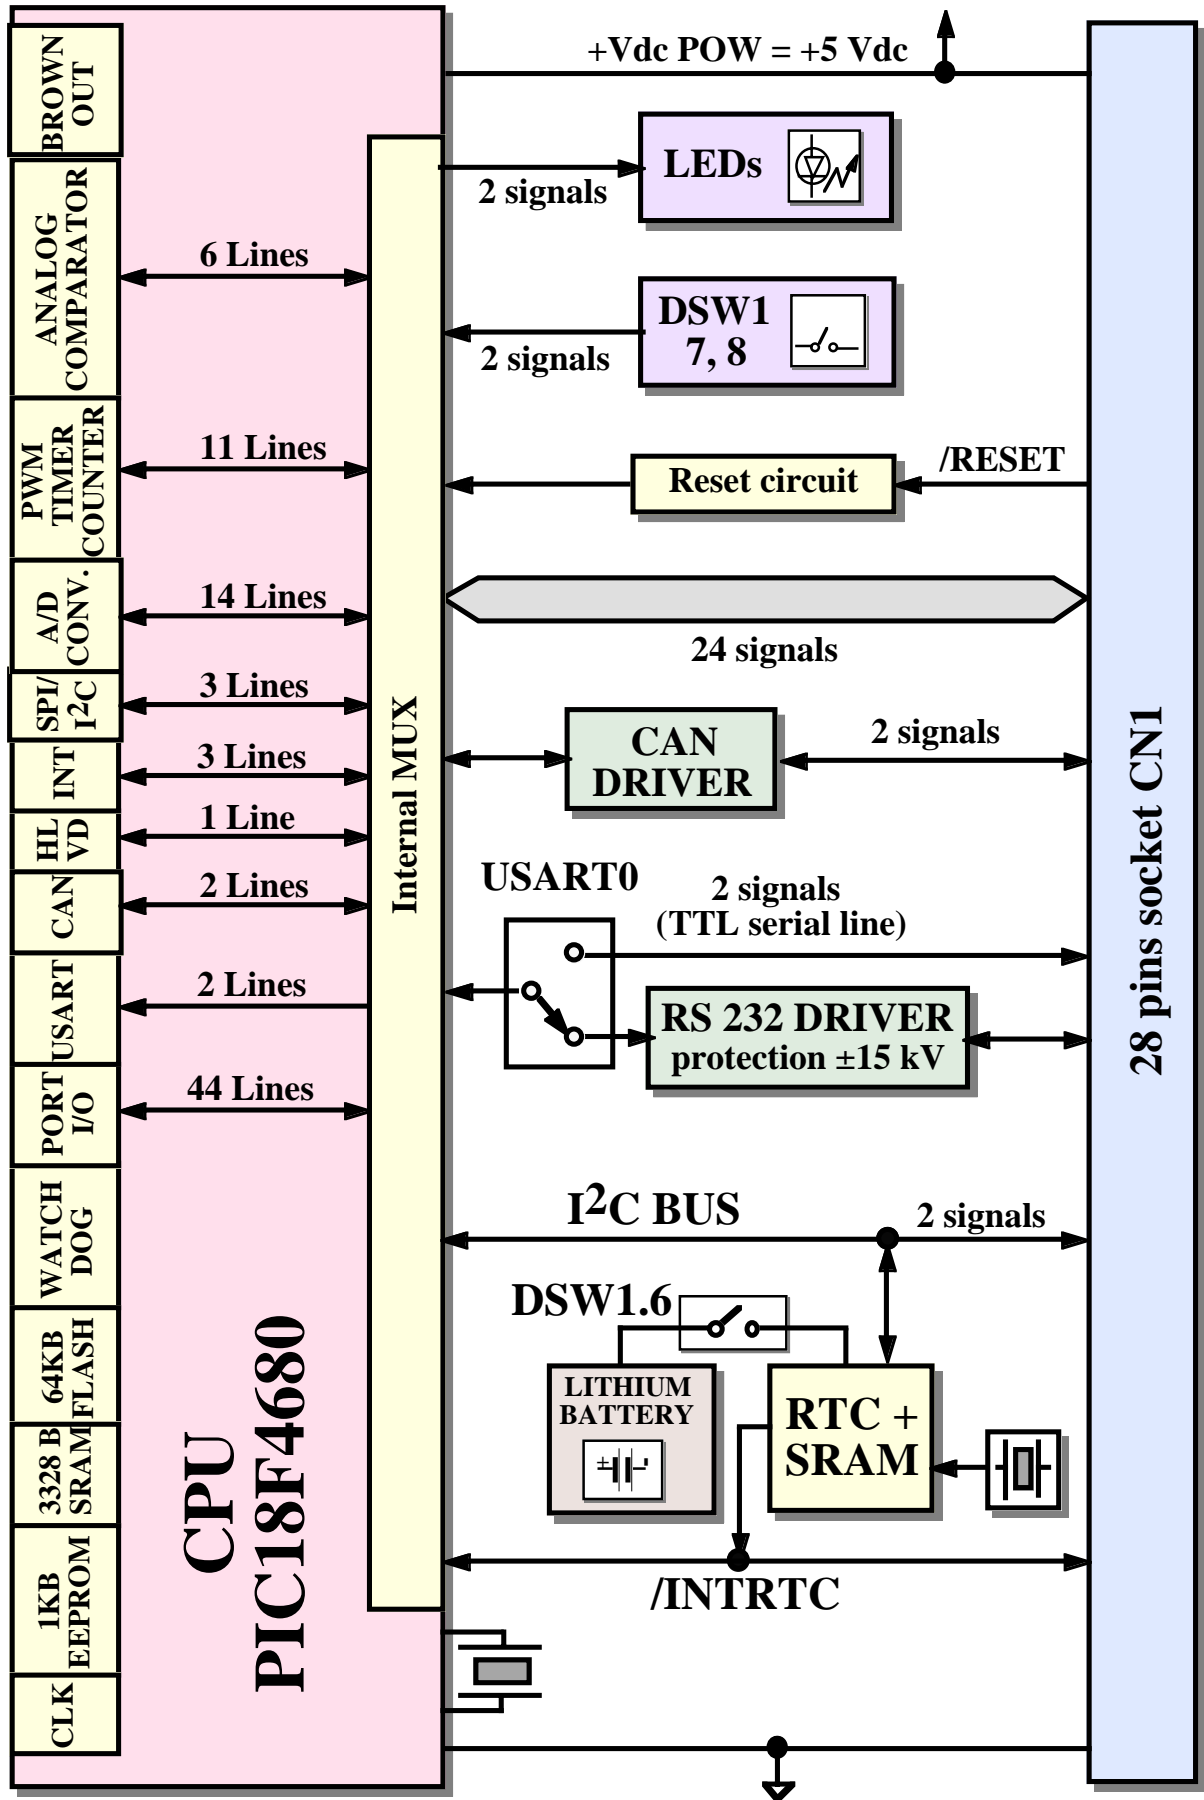 BROWN
OUT
ANALOG
COMPARATOR
PWM
TIMER
COUNTER
A/D
CONV.
SPI/
I²C
INT
HL
VD
CAN
USART
PORT
I/O
WATCH
DOG
64KB
FLASH
3328 B
SRAM
1KB
EEPROM
CLK
6 Lines
11 Lines
14 Lines
3 Lines
3 Lines
1 Line
2 Lines
2 Lines
44 Lines
CPU
PIC18F4680
Internal MUX
+Vdc POW = +5 Vdc
LEDs
2 signals
DSW1
7, 8
2 signals
/RESET
Reset circuit
24 signals
CAN
DRIVER
2 signals
USART0
2 signals
(TTL serial line)
RS 232 DRIVER
protection ±15 kV
I²C BUS
2 signals
DSW1.6
LITHIUM
BATTERY
RTC +
SRAM
/INTRTC
28 pins socket CN1